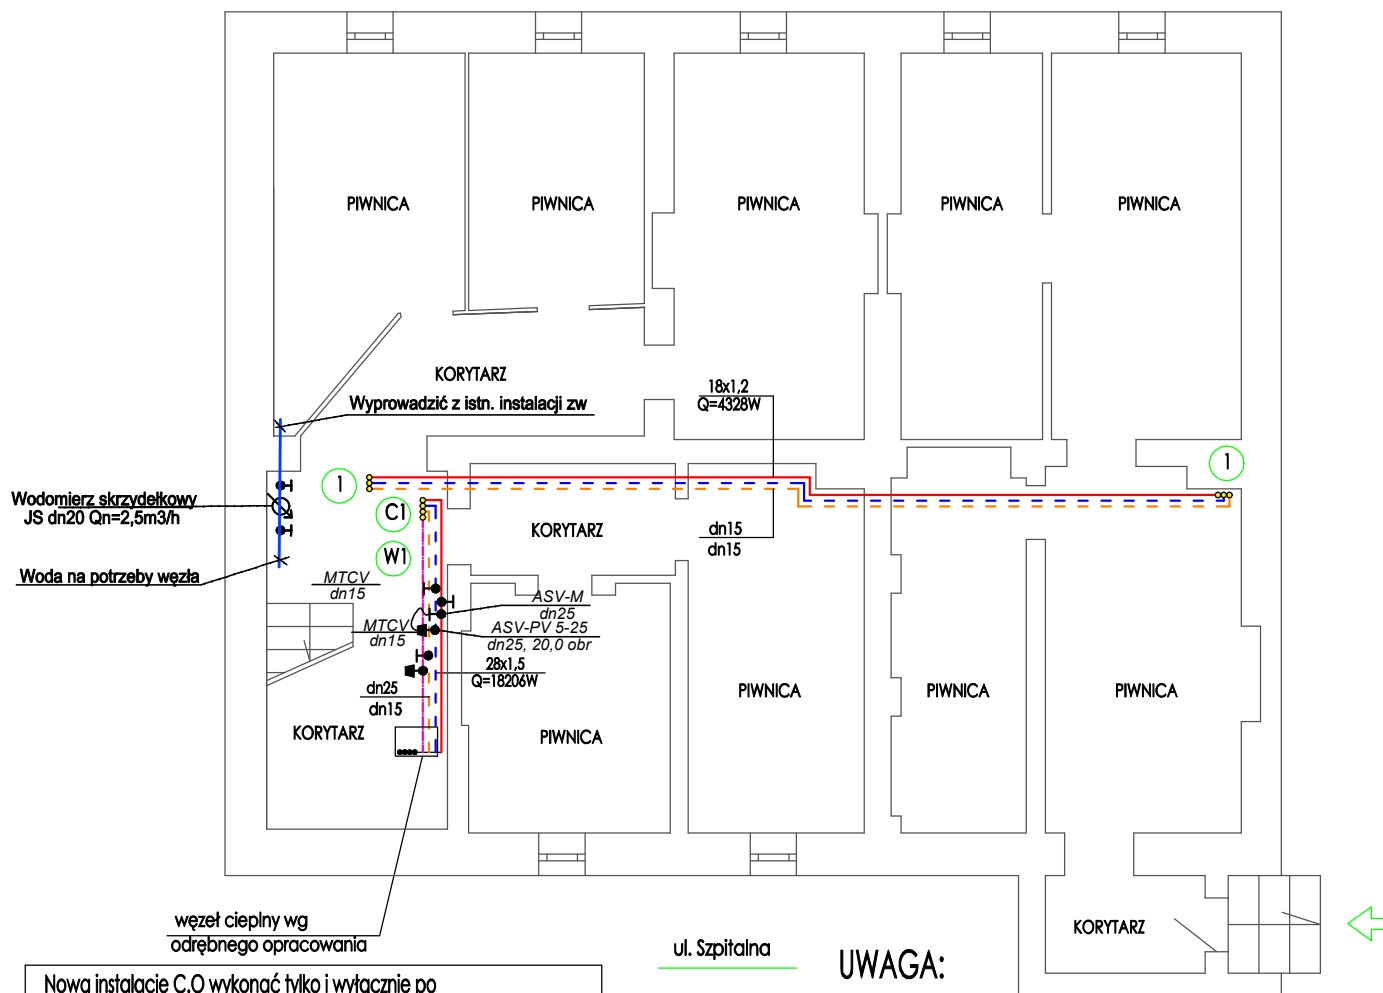 PIWNICA
PIWNICA
PIWNICA
PIWNICA
PIWNICA
KORYTARZ
Wyprowadzić z istn. instalacji zw
18x1,2
Q=4328W
1
1
Wodomierz skrzydełkowy
JS dn20 Qn=2,5m3/h
C1
KORYTARZ
dn15
dn15
W1
Woda na potrzeby węzła
MTCV
dn15
ASV-M
dn25
MTCV
dn15
ASV-PV 5-25
dn25, 20,0 obr
28x1,5
Q=18206W
dn25
dn15
PIWNICA
PIWNICA
PIWNICA
KORYTARZ
PIWNICA
węzeł cieplny wg
odrębnego opracowania
KORYTARZ
ul. Szpitalna
UWAGA:
Nową instalację C.O wykonać tylko i wyłącznie po